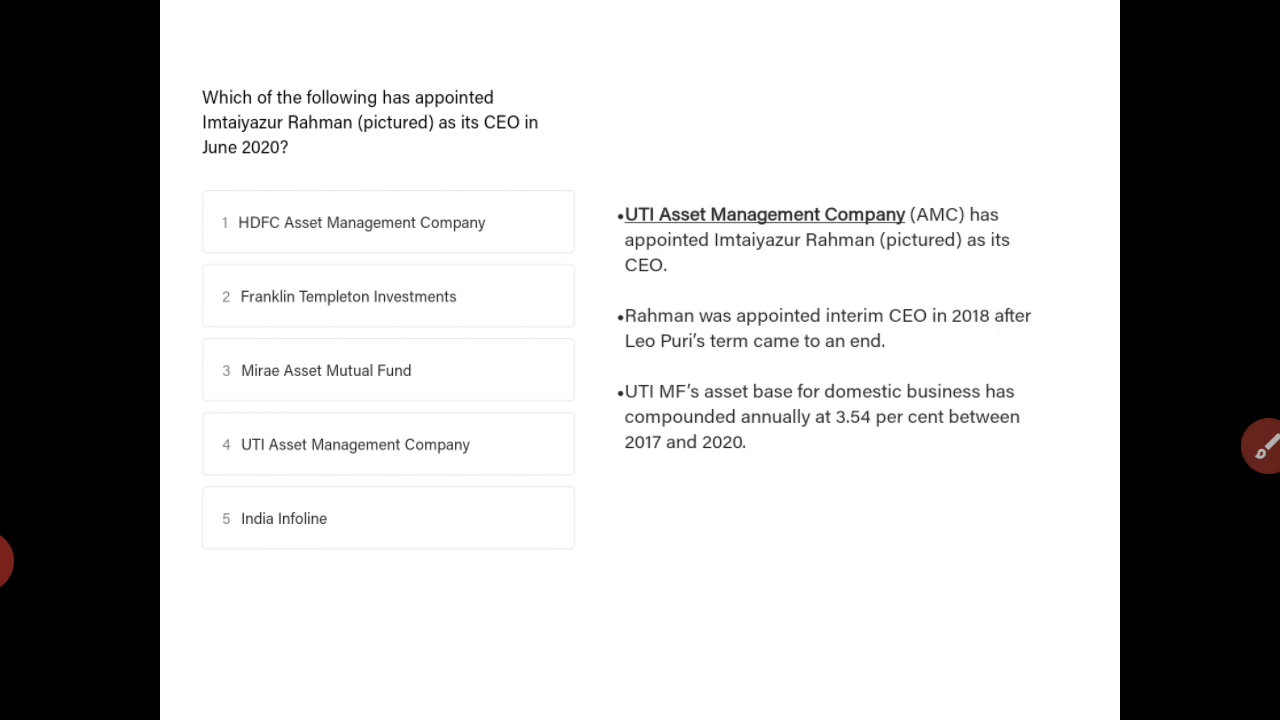 Which of the following has appointed
Imtaiyazur Rahman (pictured) as its CEO in
June 2020?
1 HDFC Asset Management Company
2 Franklin Templeton Investments
3 Mirae Asset Mutual Fund
4 UTI Asset Management Company
5 India Infoline
•UTI Asset Management Company (AMC) has
appointed Imtaiyazur Rahman (pictured) as its
CEO.
•Rahman was appointed interim CEO in 2018 after
Leo Puri’s term came to an end.
•UTI MF’s asset base for domestic business has
compounded annually at 3.54 per cent between
2017 and 2020.